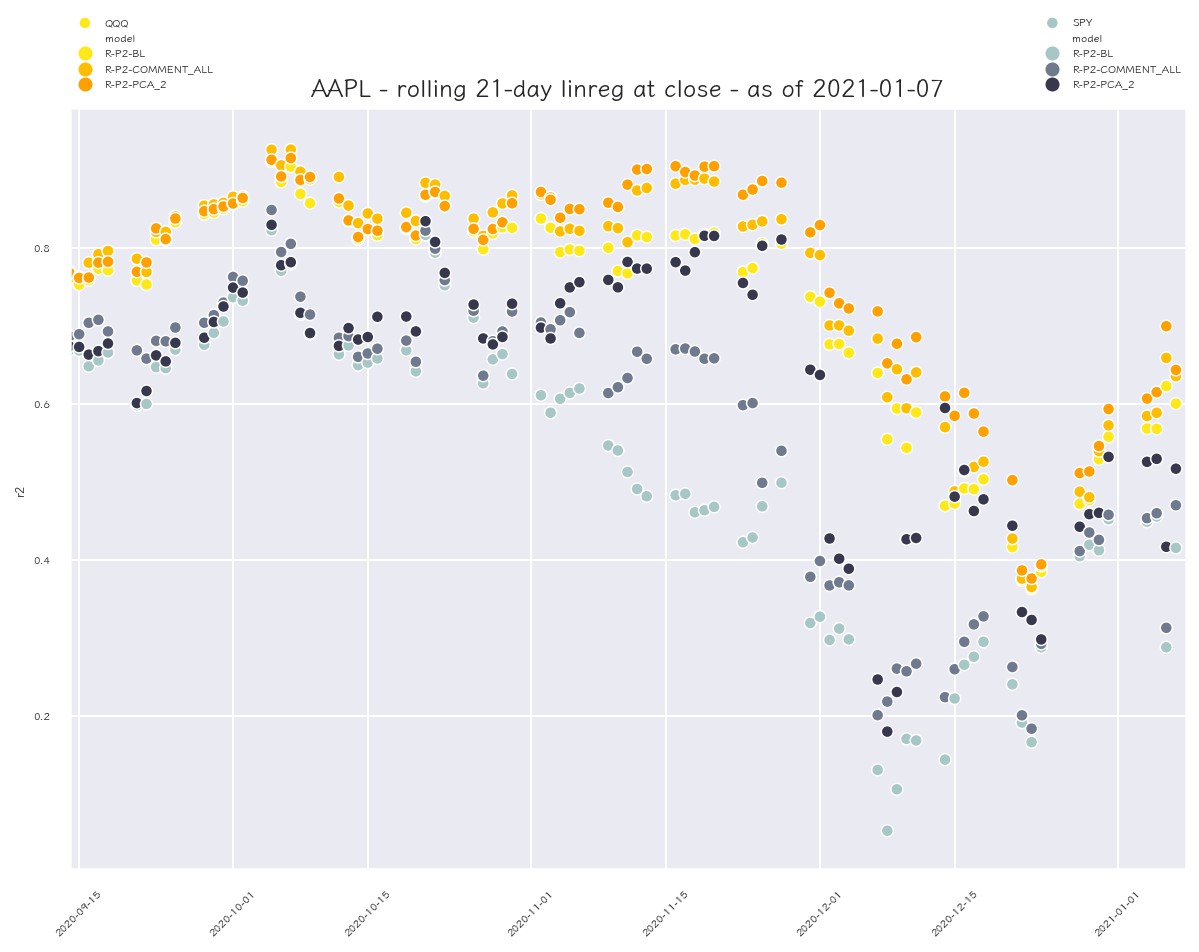 QQQ
model
R-P2-BL
R-P2-COMMENT_ALL
R-P2-PCA_2
SPY
model
R-P2-BL
R-P2-COMMENT_ALL
R-P2-PCA_2
AAPL - rolling 21-day linreg at close - as of 2021-01-07
0.8
0.6
0.4
0.2
r2
2020-09-15
2020-10-01
2020-10-15
2020-11-01
2020-11-15
2020-12-01
2020-12-15
2021-01-01